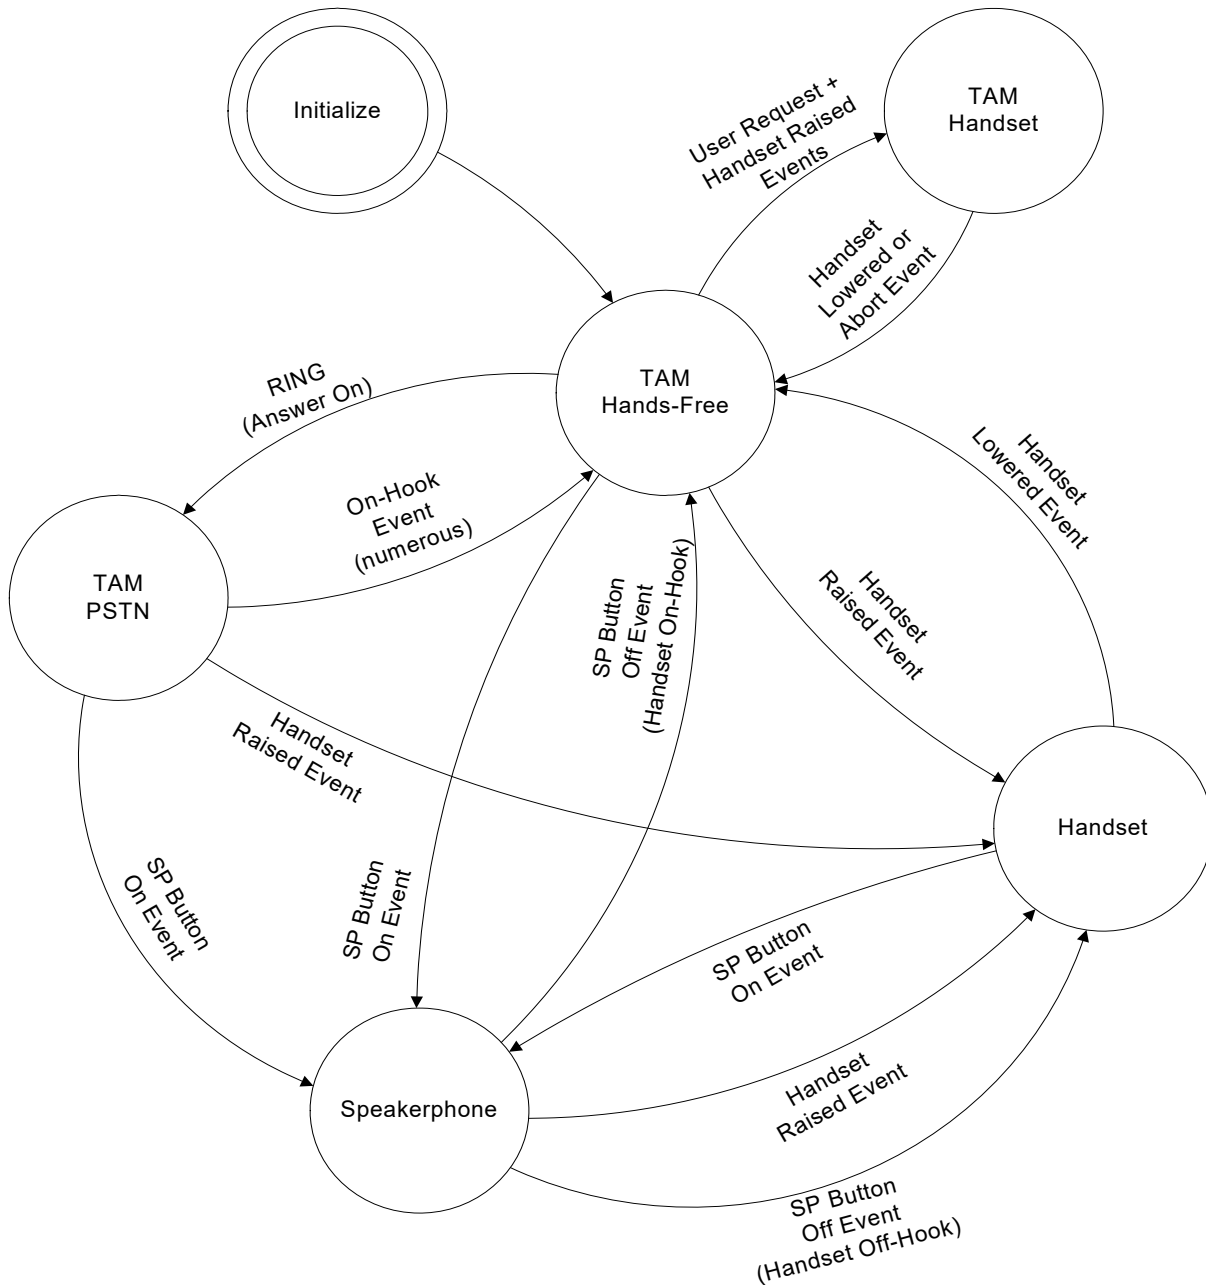 Initialize
User Request +
Handset Raised
Events
TAM
Handset
Handset
Lowered or
Abort Event
RING
(Answer On)
TAM
Hands-Free
Handset
Lowered Event
On-Hook
Event
(numerous)
TAM
PSTN
SP Button
Off Event
(Handset On-Hook)
Handset
Raised Event
Handset
Raised Event
Handset
SP Button
On Event
SP Button
On Event
SP Button
On Event
Speakerphone
Handset
Raised Event
SP Button
Off Event
(Handset Off-Hook)